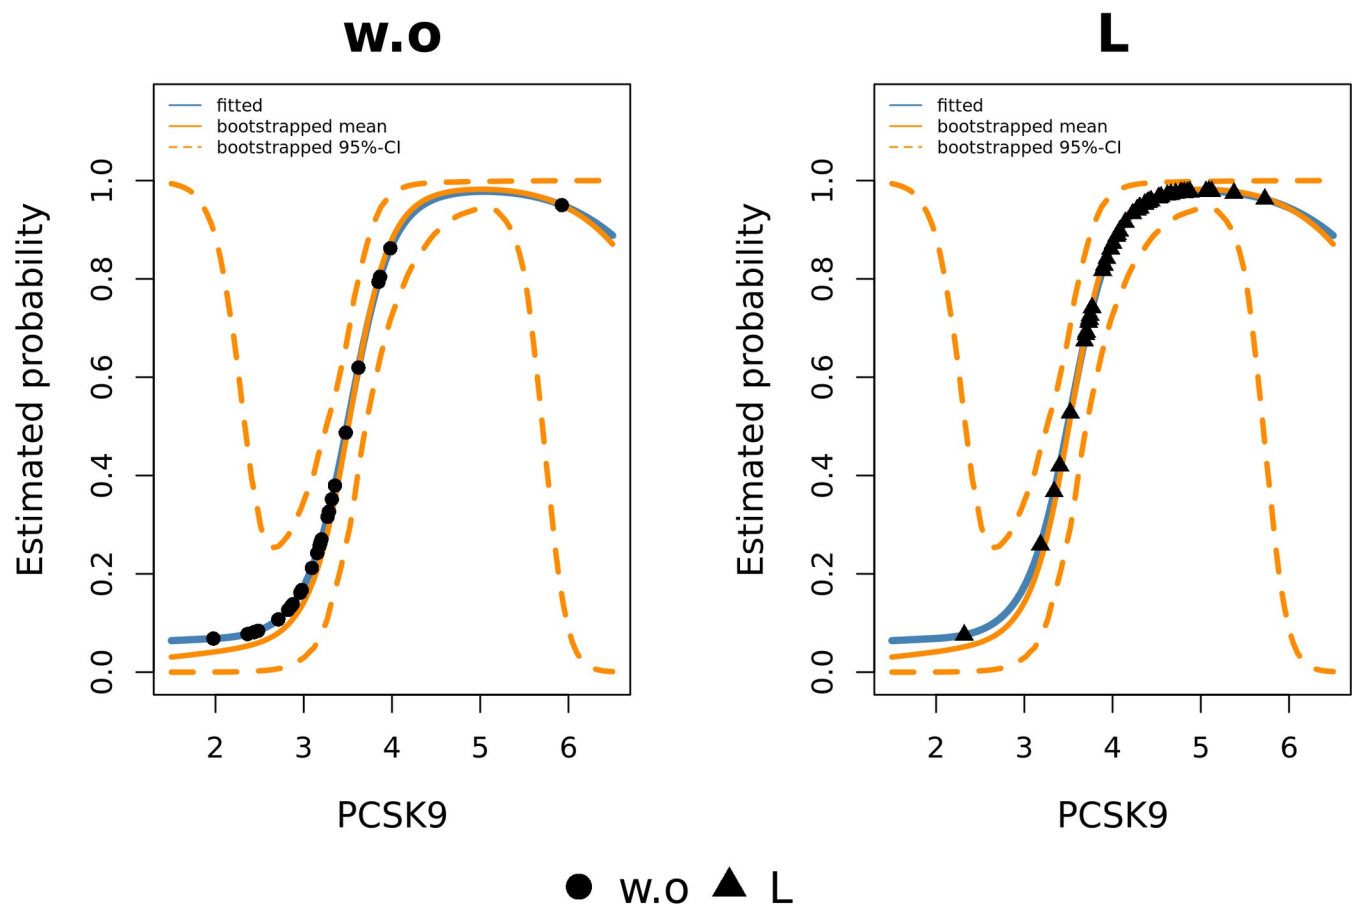 w.o
fitted
bootstrapped mean
bootstrapped 95%-CI
Estimated probability
1.0
0.8
0.6
0.4
0.2
0.0
2 3 4 5 6
PCSK9
L
fitted
bootstrapped mean
bootstrapped 95%-CI
Estimated probability
1.0
0.8
0.6
0.4
0.2
0.0
2 3 4 5 6
PCSK9
w.o L